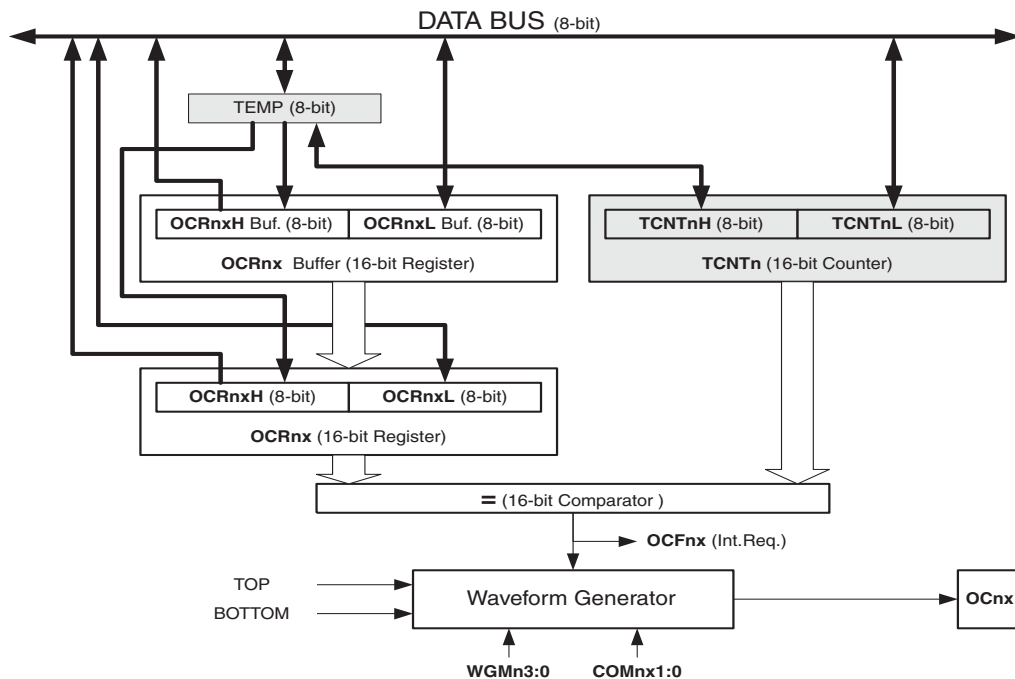 DATA BUS (8-bit)
TEMP (8-bit)
OCRnxH Buf. (8-bit) OCRnxL Buf. (8-bit)
OCRnx Buffer (16-bit Register)
TCNTnH (8-bit) TCNTnL (8-bit)
TCNTn (16-bit Counter)
OCRnxH (8-bit) OCRnxL (8-bit)
OCRnx (16-bit Register)
= (16-bit Comparator )
OCFnx (Int.Req.)
TOP
BOTTOM
Waveform Generator
OCnx
WGMn3:0 COMnx1:0